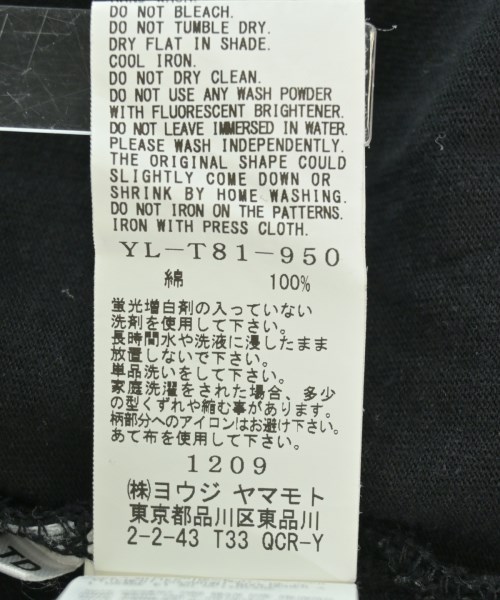 DO NOT BLEACH.
DO NOT TUMBLE DRY.
DRY FLAT IN SHADE.
COOL IRON.
DO NOT DRY CLEAN.
DO NOT USE ANY WASH POWDER
WITH FLUORESCENT BRIGHTENER.
DO NOT LEAVE IMMERSED IN WATER.
PLEASE WASH INDEPENDENTLY.
THE ORIGINAL SHAPE COULD
SLIGHTLY COME DOWN OR
SHRINK BY HOME WASHING.
DO NOT IRON ON THE PATTERNS.
IRON WITH PRESS CLOTH.
YL-T81-950
綿 100%
蛍光増白剤の入っていない
洗剤を使用して下さい。
長時間水や洗液に浸したまま
放置しないで下さい。
単品洗いをして下さい。
家庭洗濯をされた場合、多少
の型くずれや縮む事があります。
柄部分へのアイロンはお避け下さい。
あて布を使用して下さい。
1209
㈱ヨウジ ヤマモト
東京都品川区東品川
2-2-43 T33 QCR-Y